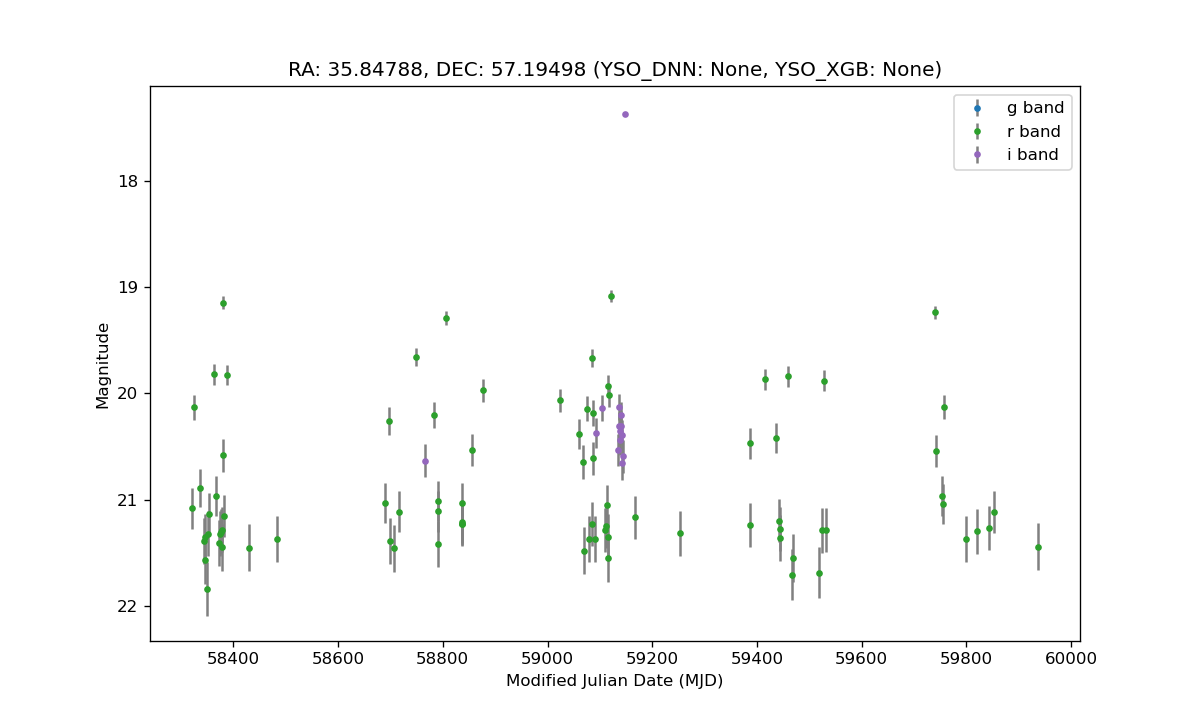 RA: 35.84788, DEC: 57.19498 (YSO_DNN: None, YSO_XGB: None)
g band
r band
i band
Magnitude
18
19
20
21
22
58400 58600 58800 59000 59200 59400 59600 59800 60000
Modified Julian Date (MJD)